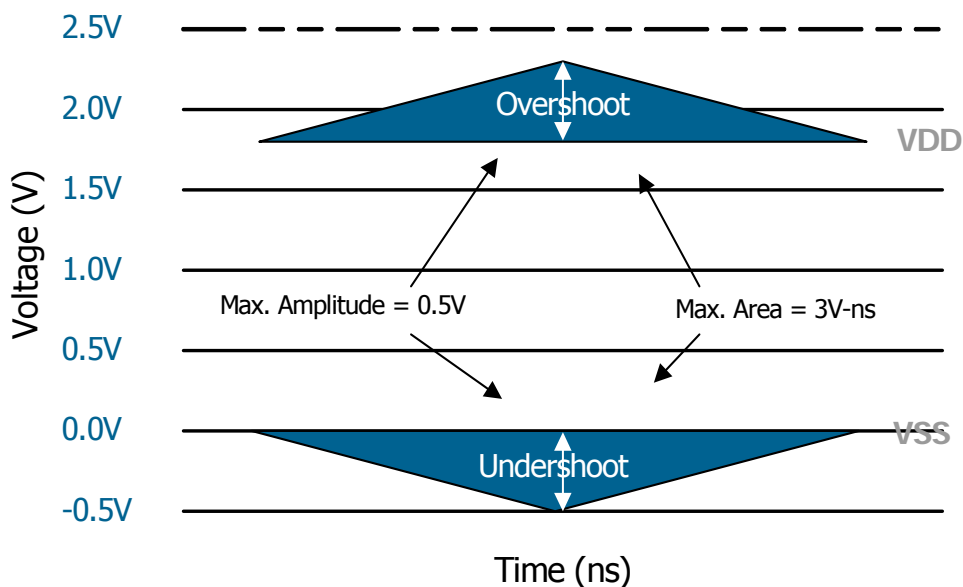 2.5V
Overshoot
2.0V
VDD
1.5V
Voltage (V)
1.0V
Max. Amplitude = 0.5V
Max. Area = 3V-ns
0.5V
0.0V
VSS
Undershoot
-0.5V
Time (ns)